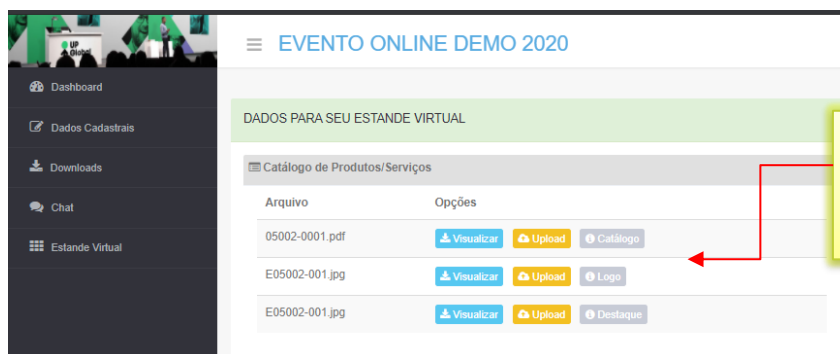 UP
Global
EVENTO ONLINE DEMO 2020
Dashboard
Dados Cadastrais
Downloads
Chat
Estande Virtual
DADOS PARA SEU ESTANDE VIRTUAL
Catálogo de Produtos/Serviços
Arquivo Opções
05002-0001.pdf Visualizar Upload Catálogo
E05002-001.jpg Visualizar Upload Logo
E05002-001.jpg Visualizar Upload Destaque